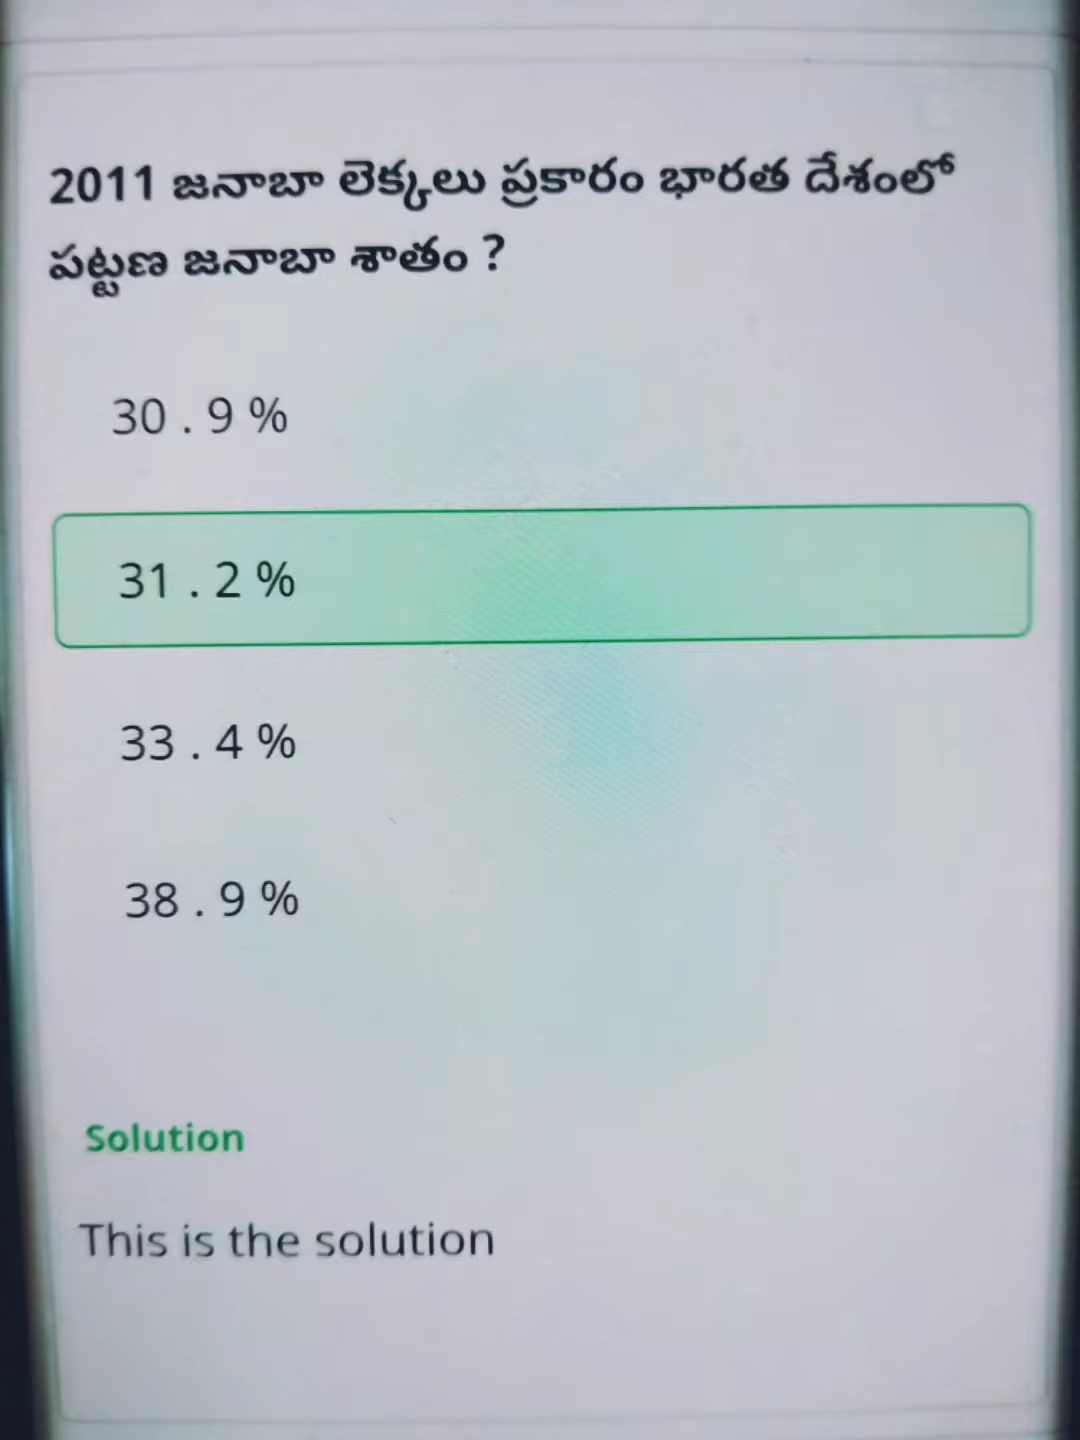 2011 జనాబా లెక్కలు ప్రకారం భారత దేశంలో
పట్టణ జనాబా శాతం ?
30 . 9 %
31 . 2 %
33 . 4 %
38 . 9 %
Solution
This is the solution